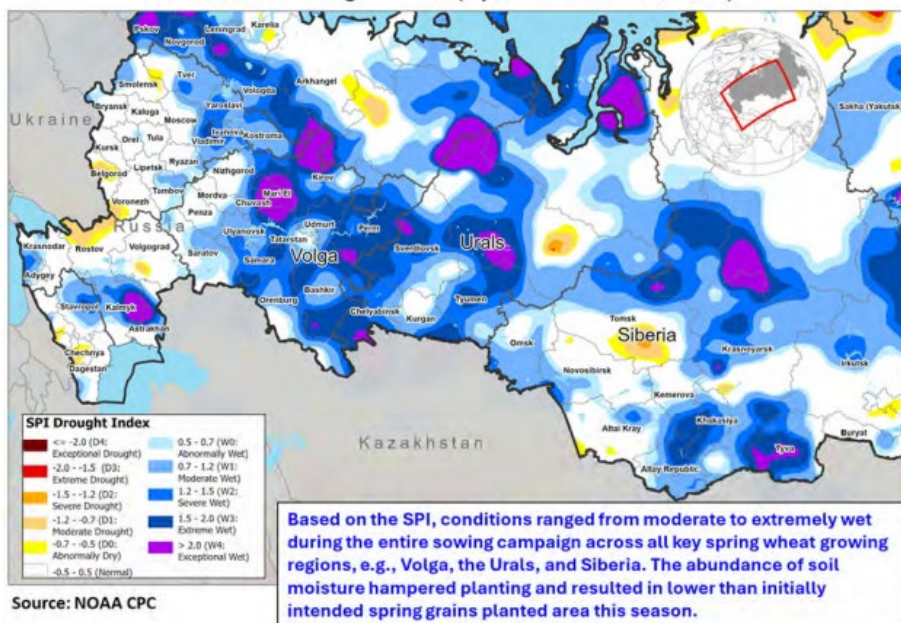 Pskov
Leningrad
Karelia
Novgorod
Tver
Arkhangel
Smolensk
Vologda
Yaroslavl
Bryansk
Kaluga
Moscow
Ivanova
Kostroma
Ukraine
Orel
Tula
Vladimir
Kursk
Ryazan
Nizhgorod
Kirov
Lipetsk
Belgorod
Tambov
Mordva
Mari El
Chuvash
Voronezh
Penza
Udmurt
Perm
Russia
Ulyanovsk
Tatarstan
Sverdlovsk
Urals
Krasnodar
Rostov
Volgograd
Saratov
Samara
Volga
Adygey
Bashkir
Tyumen
Stavropol
Kalmyk
Orenburg
Chelyabinsk
Kurgan
Astrakhan
Chechnya
Dagestan
Sakha (Yakutsk)
Tomsk
Siberia
Omsk
Krasnoyarsk
Novosibirsk
Irkutsk
Kemerova
Altai Kray
Khakasiya
Buryat
Altay Republic
Tyva
Kazakhstan
SPI Drought Index
<= -2.0 (D4:
Exceptional Drought)
-2.0 - -1.5 (D3:
Extreme Drought)
-1.5 - -1.2 (D2:
Severe Drought)
-1.2 - -0.7 (D1:
Moderate Drought)
-0.7 - -0.5 (D0:
Abnormally Dry)
-0.5 - 0.5 (Normal)
0.5 - 0.7 (W0:
Abnormally Wet)
0.7 - 1.2 (W1:
Moderate Wet)
1.2 - 1.5 (W2:
Severe Wet)
1.5 - 2.0 (W3:
Extreme Wet)
> 2.0 (W4:
Exceptional Wet)
Based on the SPI, conditions ranged from moderate to extremely wet
during the entire sowing campaign across all key spring wheat growing
regions, e.g., Volga, the Urals, and Siberia. The abundance of soil
moisture hampered planting and resulted in lower than initially
intended spring grains planted area this season.
Source: NOAA CPC